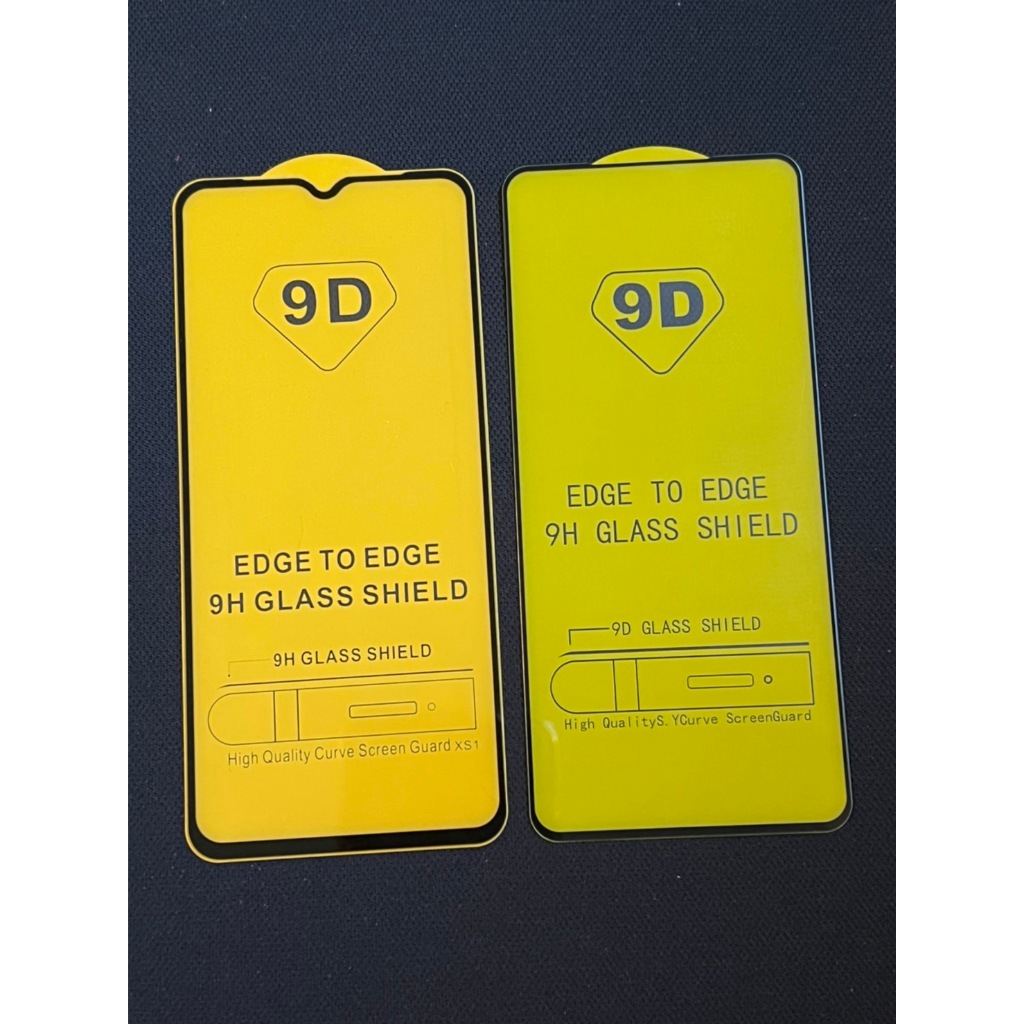 9D
EDGE TO EDGE
9H GLASS SHIELD
9H GLASS SHIELD
High Quality Curve Screen Guard XS1
9D
EDGE TO EDGE
9H GLASS SHIELD
9D GLASS SHIELD
High QualityS.YCurve ScreenGuard